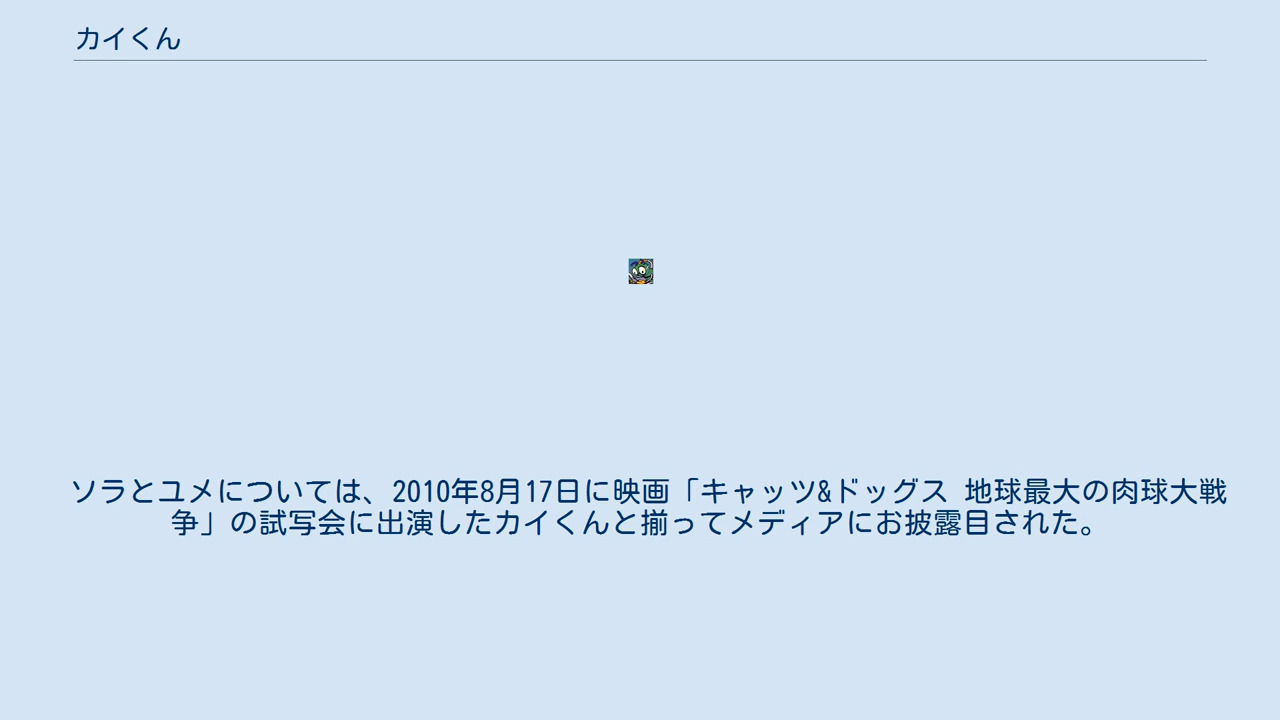 カイくん
ソラとユメについては、2010年8月17日に映画「キャッツ&ドッグス 地球最大の肉球大戦
争」の試写会に出演したカイくんと揃ってメディアにお披露目された。